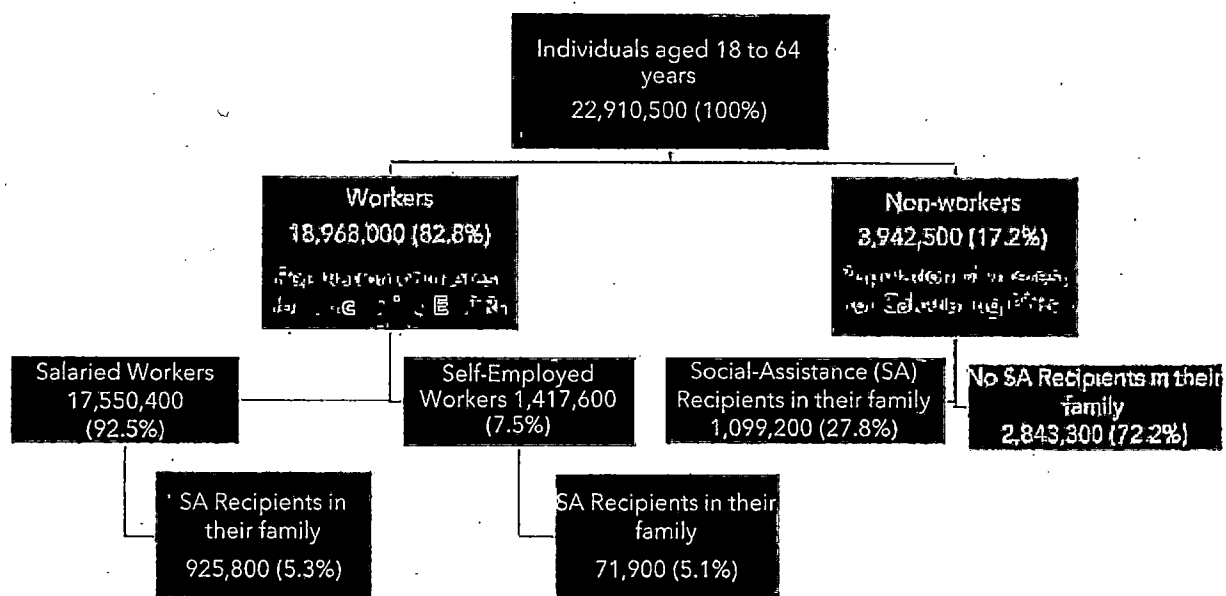 Individuals aged 18 to 64
years
22,910,500 (100%)
Workers
18,968,000 (82.8%)
Non-workers
3,942,500 (17.2%)
Salaried Workers
17,550,400
(92.5%)
Self-Employed
Workers 1,417,600
(7.5%)
Social-Assistance (SA)
Recipients in their family
1,099,200 (27.8%)
No SA Recipients in their
family
2,843,300 (72.2%)
SA Recipients in
their family
925,800 (5.3%)
SA Recipients in their
family
71,900 (5.1%)